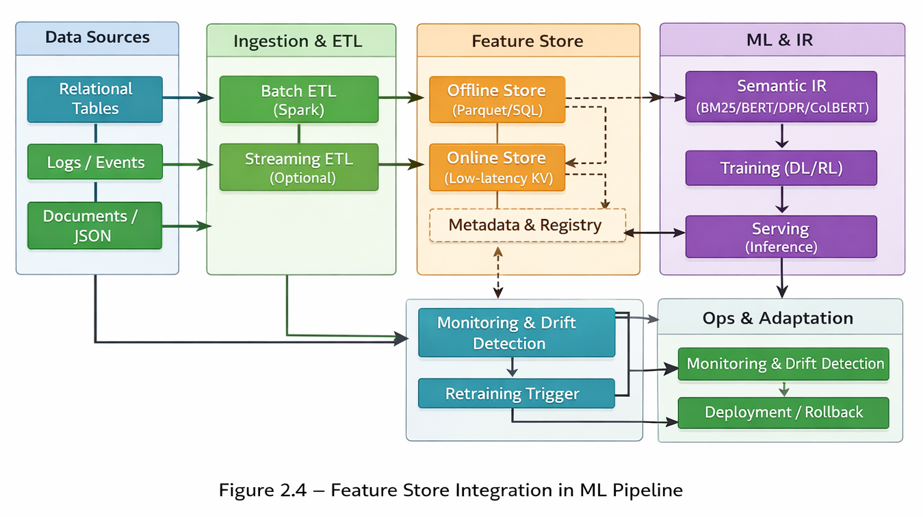 Data Sources
Relational
Tables
Logs / Events
Documents /
JSON
Ingestion & ETL
Batch ETL
(Spark)
Streaming ETL
(Optional)
Feature Store
Offline Store
(Parquet/SQL)
Online Store
(Low-latency KV)
Metadata & Registry
ML & IR
Semantic IR
(BM25/BERT/DPR/ColBERT)
Training (DL/RL)
Serving
(Inference)
Monitoring & Drift
Detection
Retraining Trigger
Ops & Adaptation
Monitoring & Drift Detection
Deployment / Rollback
Figure 2.4 – Feature Store Integration in ML Pipeline